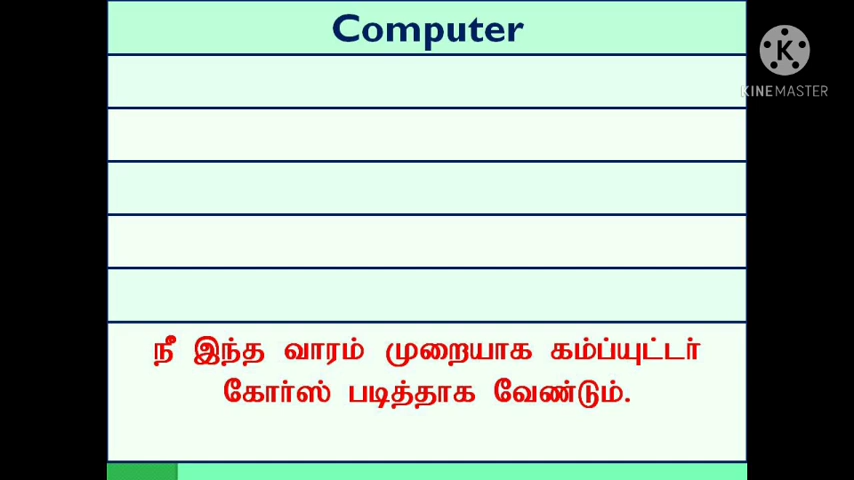 Computer
K
KINEMASTER
நீ இந்த வாரம் முறையாக கம்ப்யுட்டர்
கோர்ஸ் படித்தாக வேண்டும்.